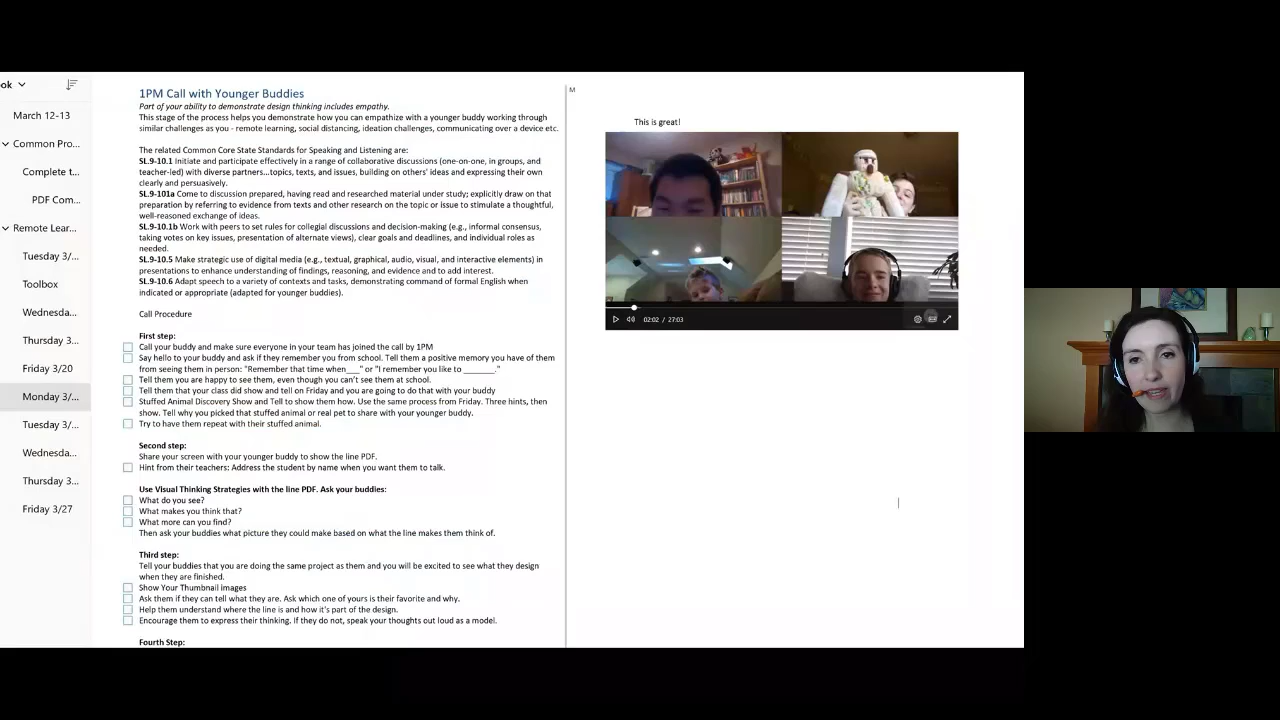 ok
March 12-13
Common Pro...
Complete t...
PDF Com...
Remote Lear...
Tuesday 3/...
Toolbox
Wednesda...
Thursday 3...
Friday 3/20
Monday 3/...
Tuesday 3/...
Wednesda...
Thursday 3...
Friday 3/27
1PM Call with Younger Buddies
Part of your ability to demonstrate design thinking includes empathy.
This stage of the process helps you demonstrate how you can empathize with a younger buddy working through
similar challenges as you - remote learning, social distancing, ideation challenges, communicating over a device etc.
The related Common Core State Standards for Speaking and Listening are:
SL.9-10.1 Initiate and participate effectively in a range of collaborative discussions (one-on-one, in groups, and
teacher-led) with diverse partners...topics, texts, and issues, building on others' ideas and expressing their own
clearly and persuasively.
SL.9-101a Come to discussion prepared, having read and researched material under study; explicitly draw on that
preparation by referring to evidence from texts and other research on the topic or issue to stimulate a thoughtful,
well-reasoned exchange of ideas.
SL.9-10.1b Work with peers to set rules for collegial discussions and decision-making (e.g., informal consensus,
taking votes on key issues, presentation of alternate views), clear goals and deadlines, and individual roles as
needed.
SL.9-10.5 Make strategic use of digital media (e.g., textual, graphical, audio, visual, and interactive elements) in
presentations to enhance understanding of findings, reasoning, and evidence and to add interest.
SL.9-10.6 Adapt speech to a variety of contexts and tasks, demonstrating command of formal English when
indicated or appropriate (adapted for younger buddies).
Call Procedure
First step:
Call your buddy and make sure everyone in your team has joined the call by 1PM
Say hello to your buddy and ask if they remember you from school. Tell them a positive memory you have of them
from seeing them in person: "Remember that time when___" or "I remember you like to _______."
Tell them you are happy to see them, even though you can't see them at school.
Tell them that your class did show and tell on Friday and you are going to do that with your buddy
Stuffed Animal Discovery Show and Tell to show them how. Use the same process from Friday. Three hints, then
show. Tell why you picked that stuffed animal or real pet to share with your younger buddy.
Try to have them repeat with their stuffed animal.
Second step:
Share your screen with your younger buddy to show the line PDF.
Hint from their teachers: Address the student by name when you want them to talk.
Use Visual Thinking Strategies with the line PDF. Ask your buddies:
What do you see?
What makes you think that?
What more can you find?
Then ask your buddies what picture they could make based on what the line makes them think of.
Third step:
Tell your buddies that you are doing the same project as them and you will be excited to see what they design
when they are finished.
Show Your Thumbnail images
Ask them if they can tell what they are. Ask which one of yours is their favorite and why.
Help them understand where the line is and how it's part of the design.
Encourage them to express their thinking. If they do not, speak your thoughts out loud as a model.
Fourth Step:
M
This is great!
02:02 / 27:03